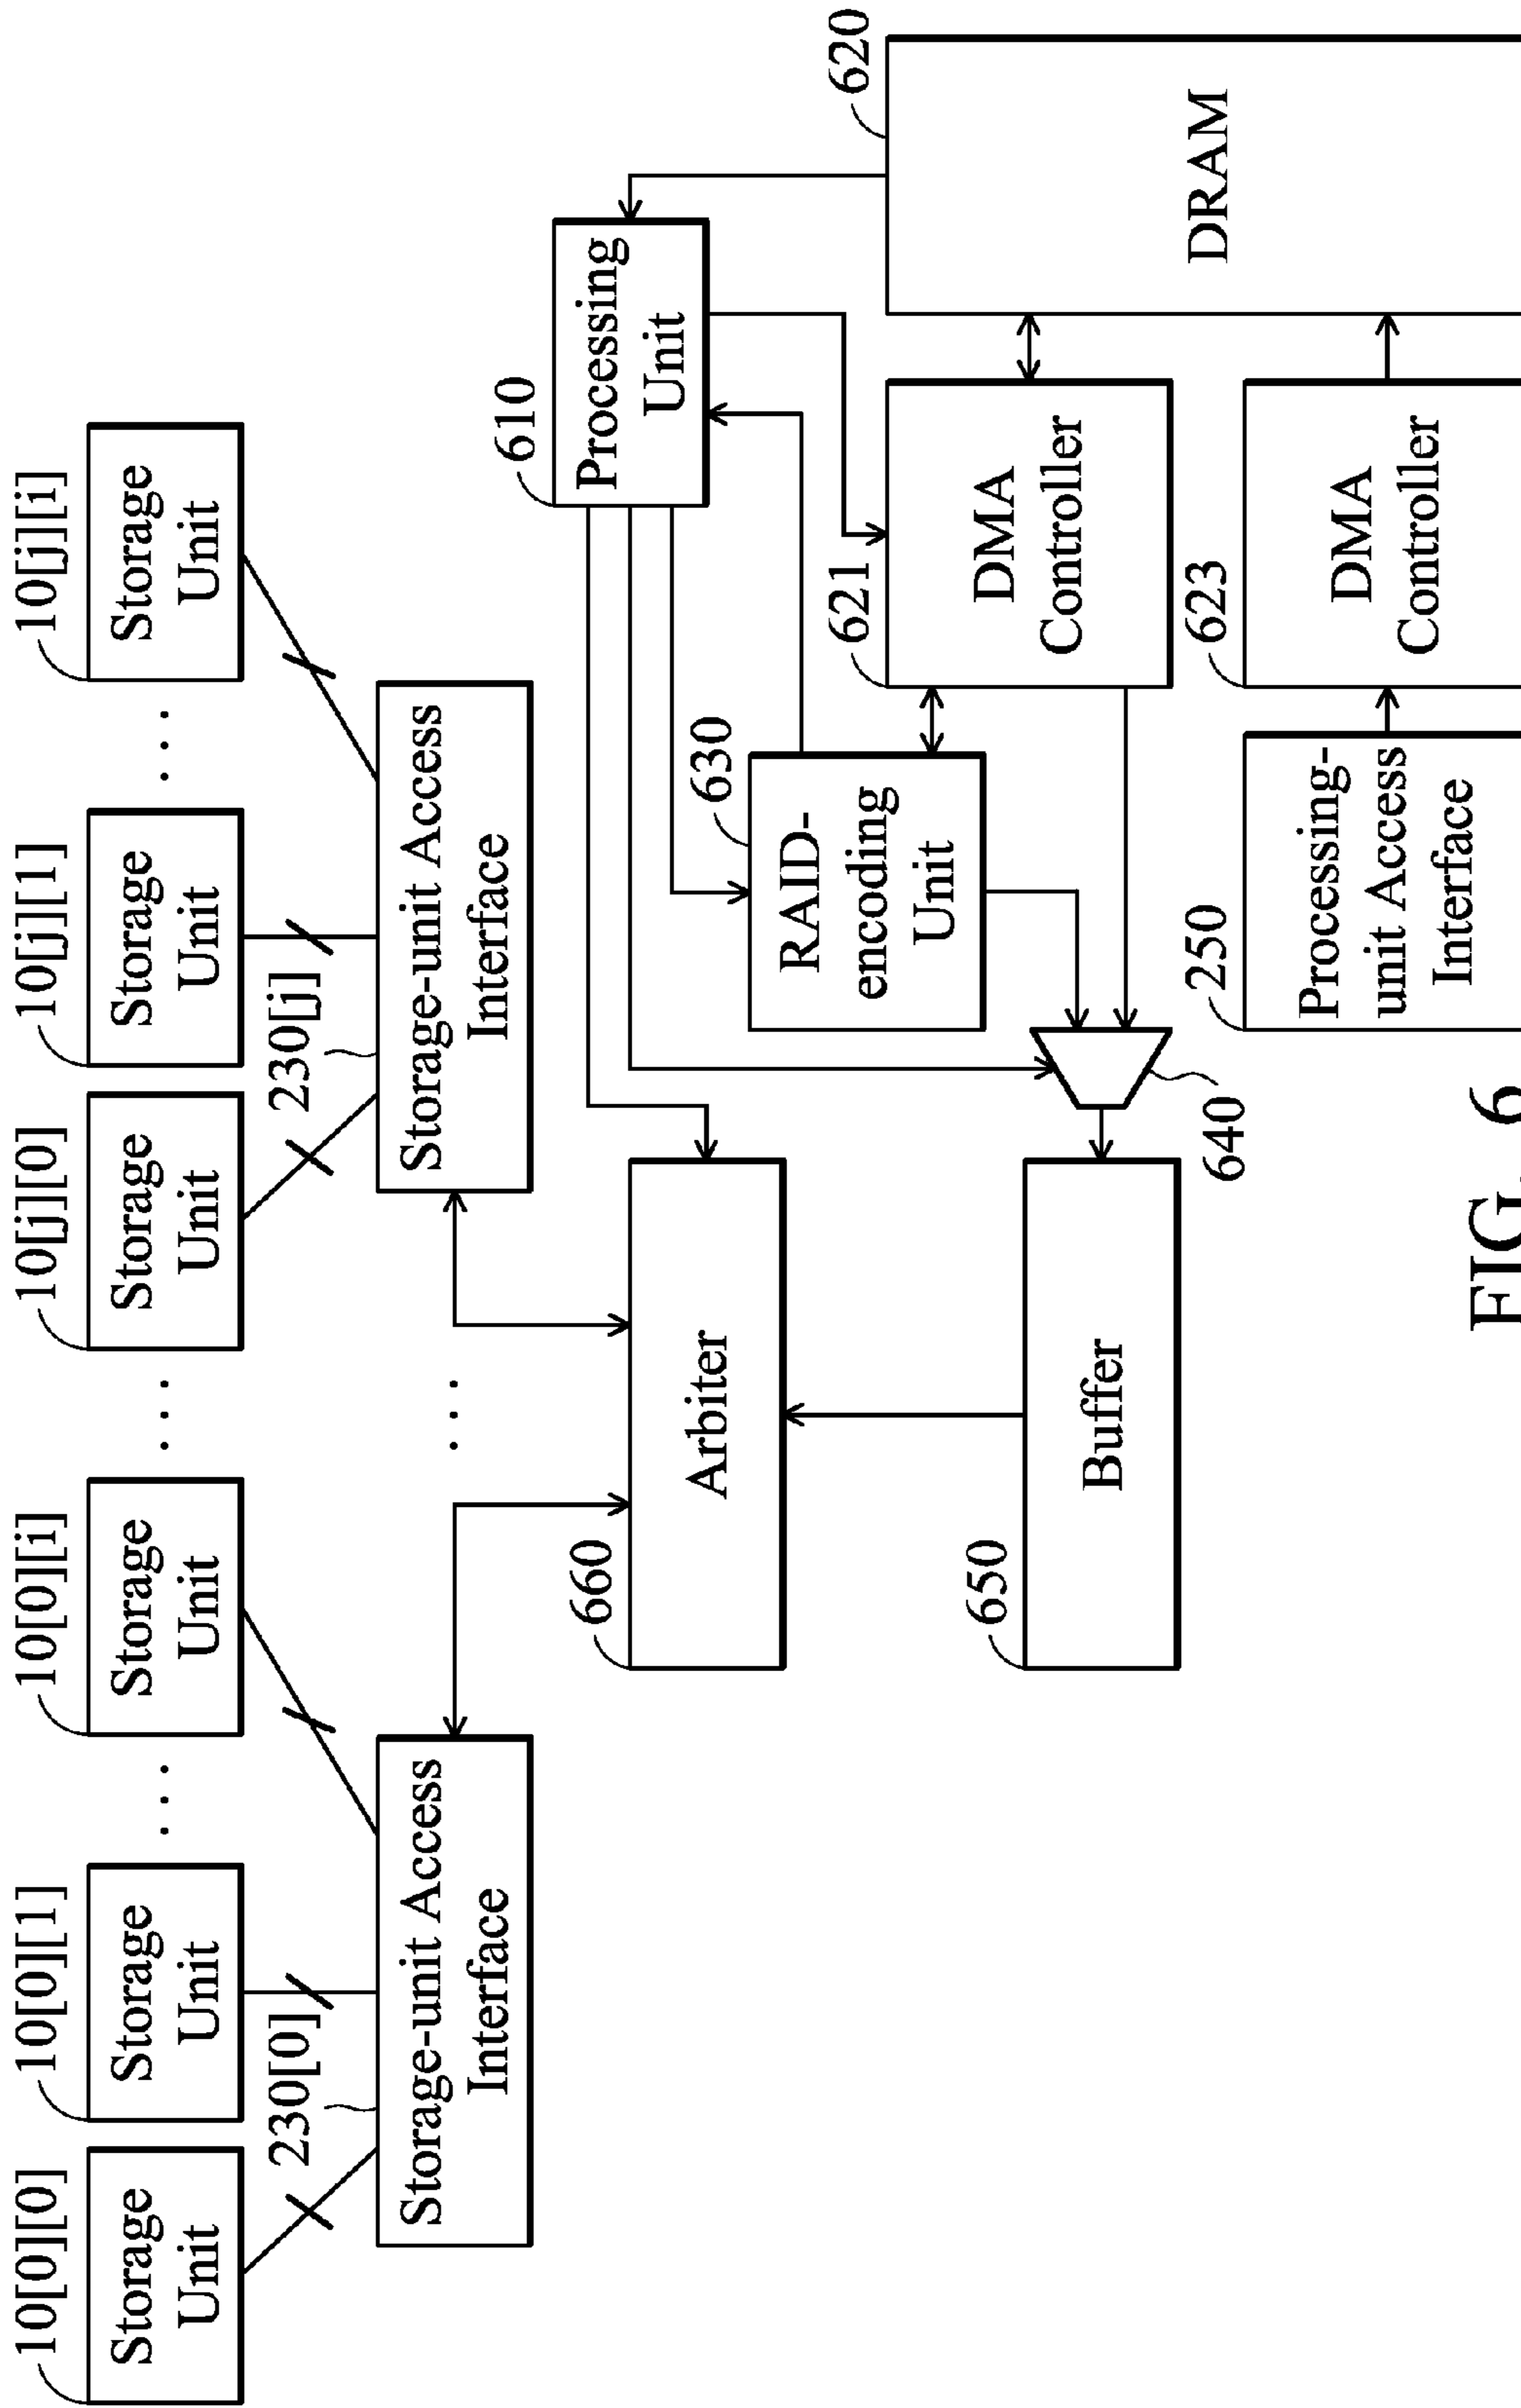 10[0][0]
10[0][1]
10[0][i]
10[j][0]
10[j][1]
10[j][i]
Storage
Unit
Storage
Unit
. . .
Storage
Unit
. . .
Storage
Unit
Storage
Unit
. . .
Storage
Unit
230[0]
230[j]
Storage-unit Access
Interface
. . .
Storage-unit Access
Interface
610
Processing
Unit
660
Arbiter
630
RAID-
encoding
Unit
620
DRAM
621
DMA
Controller
650
Buffer
640
250
Processing-
unit Access
Interface
623
DMA
Controller
FIG. 6